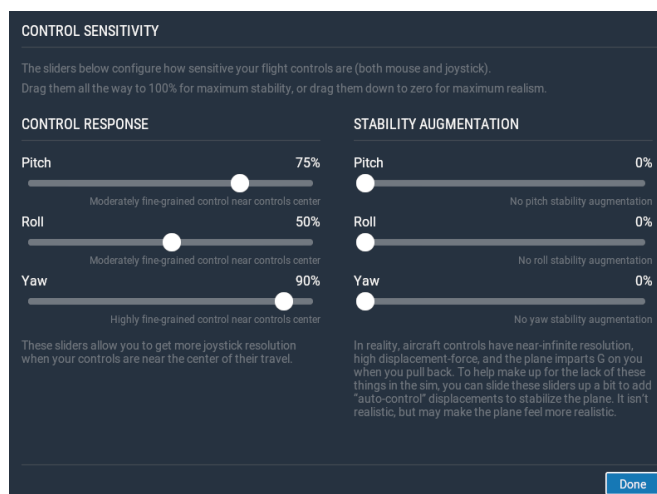 CONTROL SENSITIVITY
The sliders below configure how sensitive your flight controls are (both mouse and joystick).
Drag them all the way to 100% for maximum stability, or drag them down to zero for maximum realism.
CONTROL RESPONSE
Pitch 75%
Moderately fine-grained control near controls center
Roll 50%
Moderately fine-grained control near controls center
Yaw 90%
Highly fine-grained control near controls center
These sliders allow you to get more joystick resolution
when your controls are near the center of their travel.
STABILITY AUGMENTATION
Pitch 0%
No pitch stability augmentation
Roll 0%
No roll stability augmentation
Yaw 0%
No yaw stability augmentation
In reality, aircraft controls have near-infinite resolution,
high displacement-force, and the plane imparts G on you
when you pull back. To help make up for the lack of these
things in the sim, you can slide these sliders up a bit to add
"auto-control" displacements to stabilize the plane. It isn't
realistic, but may make the plane feel more realistic.
Done